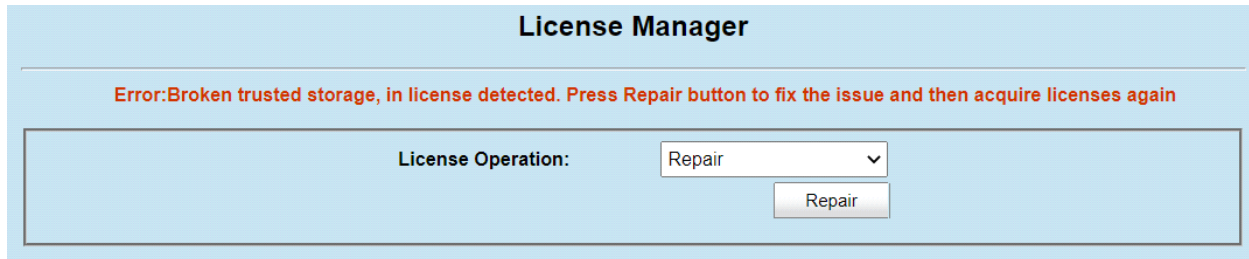 License Manager
Error:Broken trusted storage, in license detected. Press Repair button to fix the issue and then acquire licenses again
License Operation: Repair
Repair